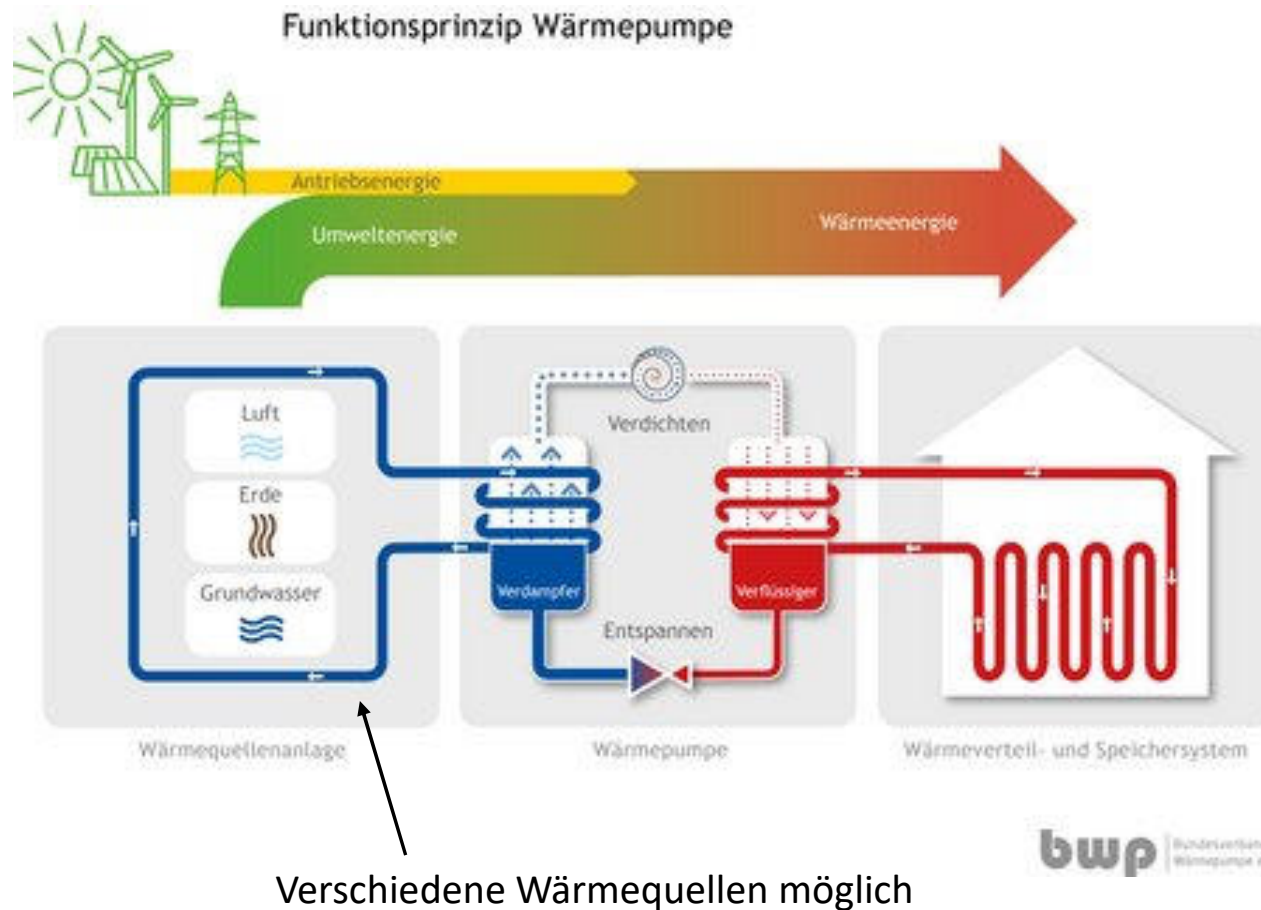 Funktionsprinzip Wärmepumpe
Antriebsenergie
Umweltenergie
Wärmeenergie
Luft
Erde
Grundwasser
Verdichten
Verdampfer
Verflüssiger
Entspannen
Wärmequellenanlage
Wärmepumpe
Wärmeverteil- und Speichersystem
bwp
Wärmepumpe
Verschiedene Wärmequellen möglich